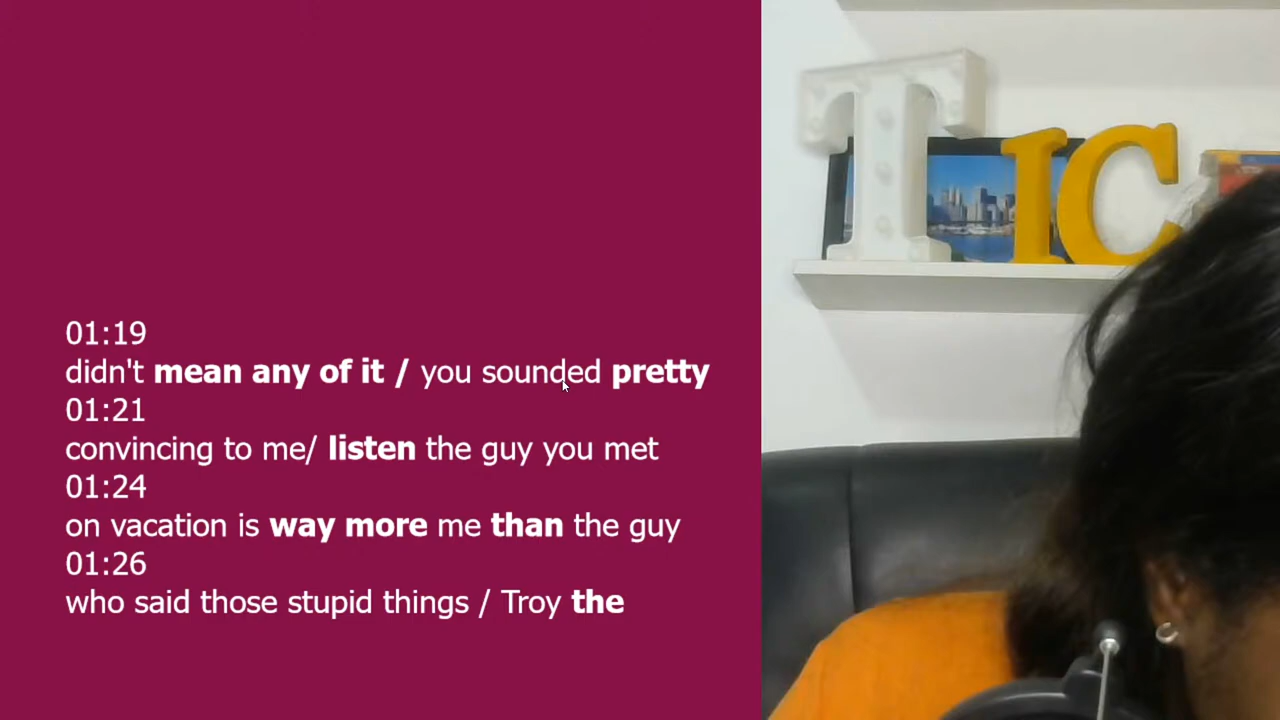 01:19
didn't mean any of it / you sounded pretty
01:21
convincing to me/ listen the guy you met
01:24
on vacation is way more me than the guy
01:26
who said those stupid things / Troy the
TIC